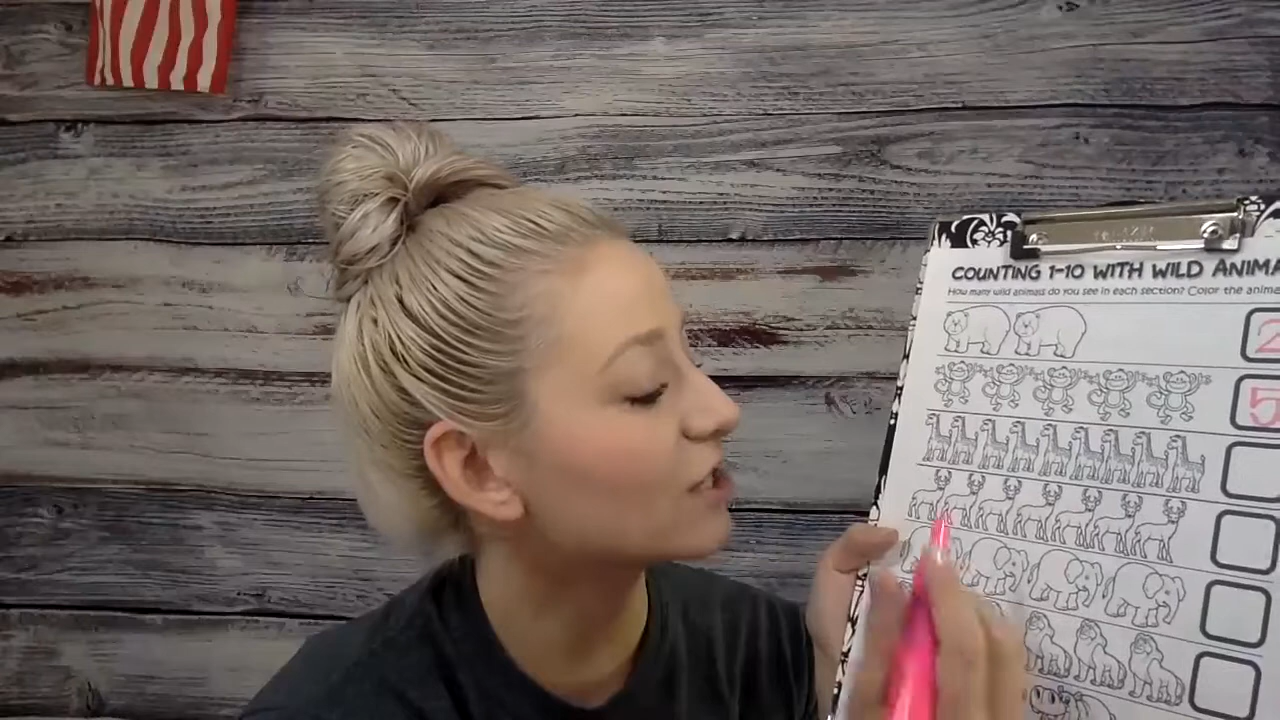 COUNTING 1-10 WITH WILD ANIMA
How many wild animals do you see in each section? Color the anima
2
5